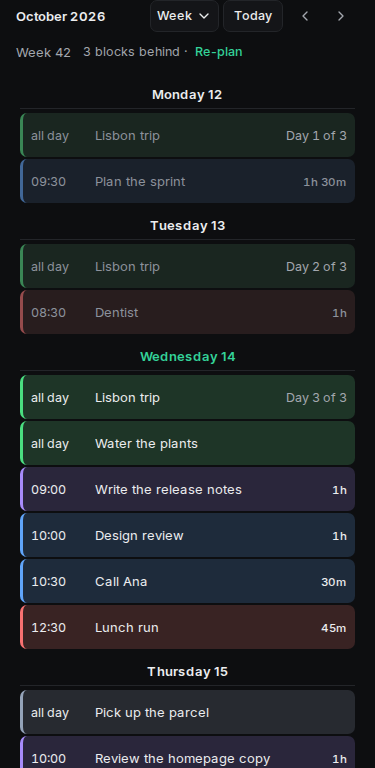 October 2026 Week Today
Week 42 3 blocks behind · Re-plan
Monday 12
all day Lisbon trip Day 1 of 3
09:30 Plan the sprint 1h 30m
Tuesday 13
all day Lisbon trip Day 2 of 3
08:30 Dentist 1h
Wednesday 14
all day Lisbon trip Day 3 of 3
all day Water the plants
09:00 Write the release notes 1h
10:00 Design review 1h
10:30 Call Ana 30m
12:30 Lunch run 45m
Thursday 15
all day Pick up the parcel
10:00 Review the homepage copy 1h